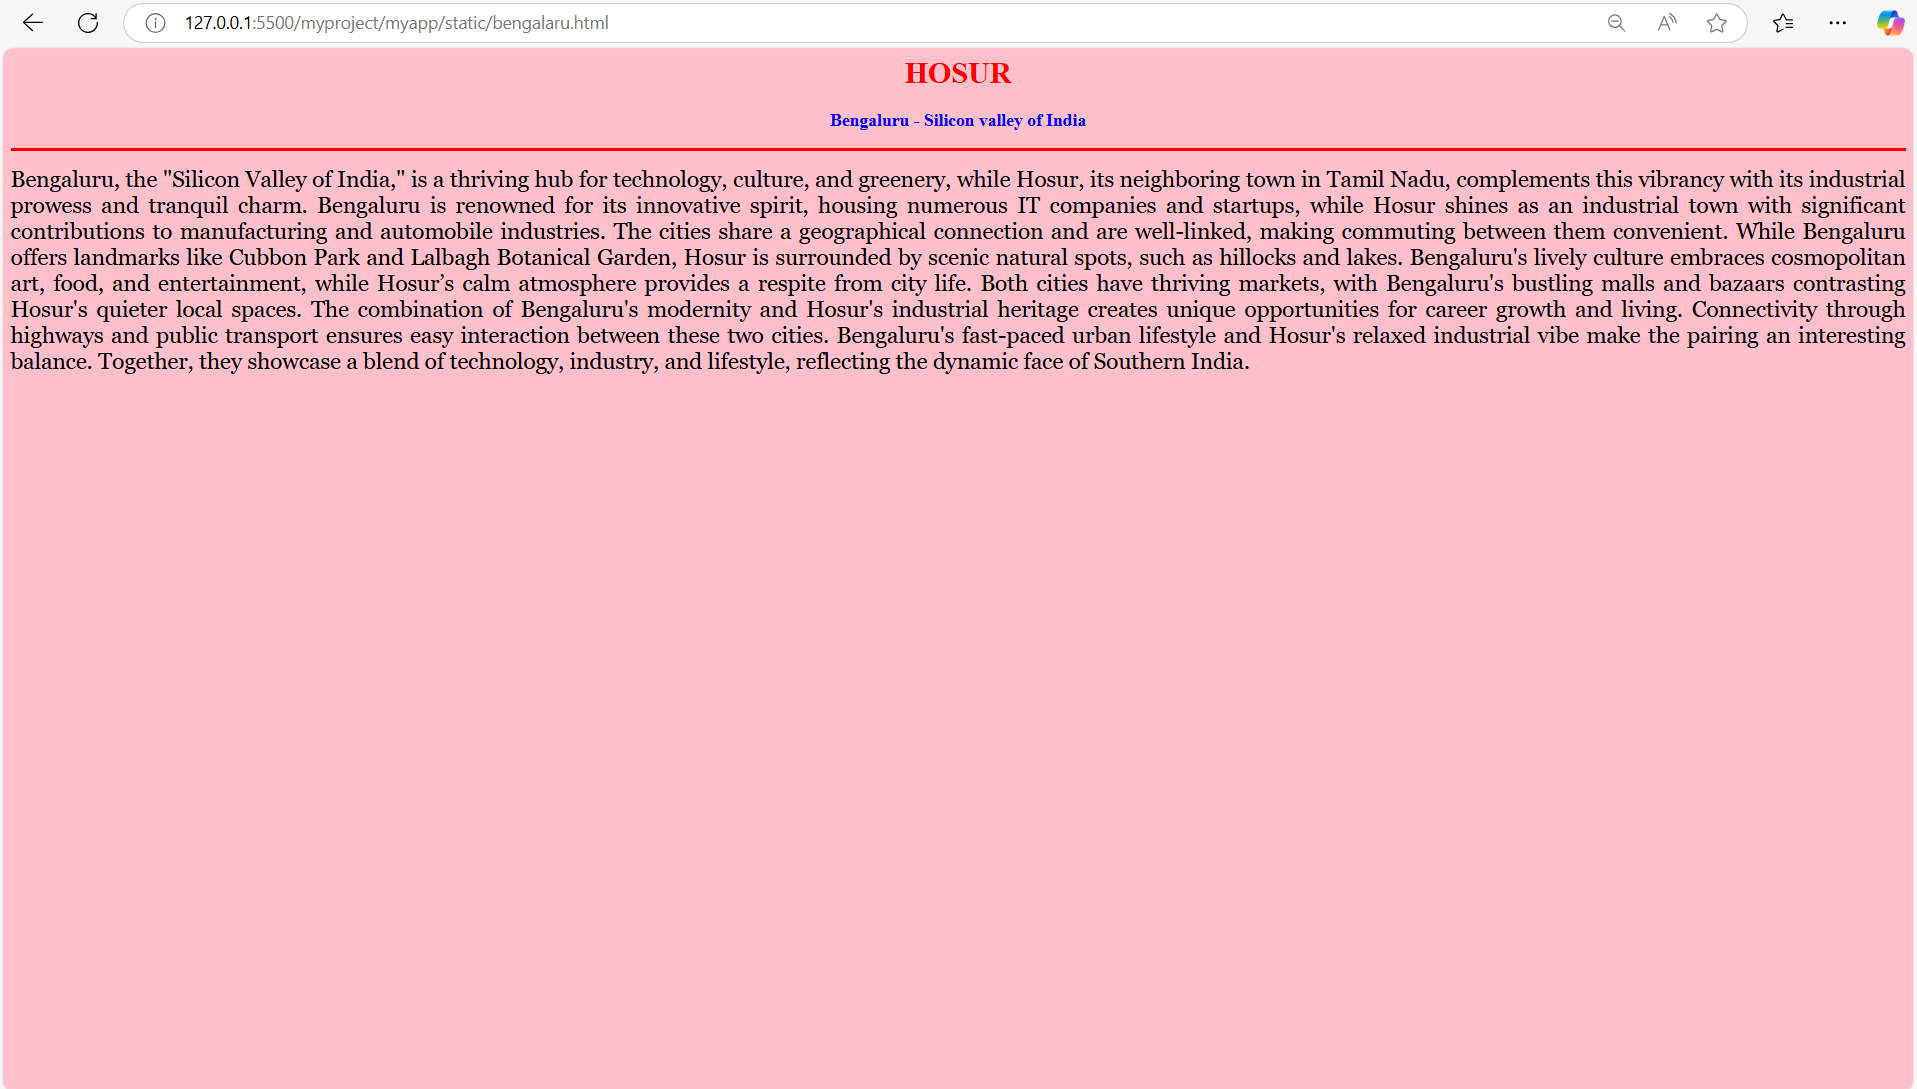 127.0.0.1:5500/myproject/myapp/static/bengalaru.html
HOSUR
Bengaluru - Silicon valley of India
Bengaluru, the "Silicon Valley of India," is a thriving hub for technology, culture, and greenery, while Hosur, its neighboring town in Tamil Nadu, complements this vibrancy with its industrial
prowess and tranquil charm. Bengaluru is renowned for its innovative spirit, housing numerous IT companies and startups, while Hosur shines as an industrial town with significant
contributions to manufacturing and automobile industries. The cities share a geographical connection and are well-linked, making commuting between them convenient. While Bengaluru
offers landmarks like Cubbon Park and Lalbagh Botanical Garden, Hosur is surrounded by scenic natural spots, such as hillocks and lakes. Bengaluru's lively culture embraces cosmopolitan
art, food, and entertainment, while Hosur’s calm atmosphere provides a respite from city life. Both cities have thriving markets, with Bengaluru's bustling malls and bazaars contrasting
Hosur's quieter local spaces. The combination of Bengaluru's modernity and Hosur's industrial heritage creates unique opportunities for career growth and living. Connectivity through
highways and public transport ensures easy interaction between these two cities. Bengaluru's fast-paced urban lifestyle and Hosur's relaxed industrial vibe make the pairing an interesting
balance. Together, they showcase a blend of technology, industry, and lifestyle, reflecting the dynamic face of Southern India.